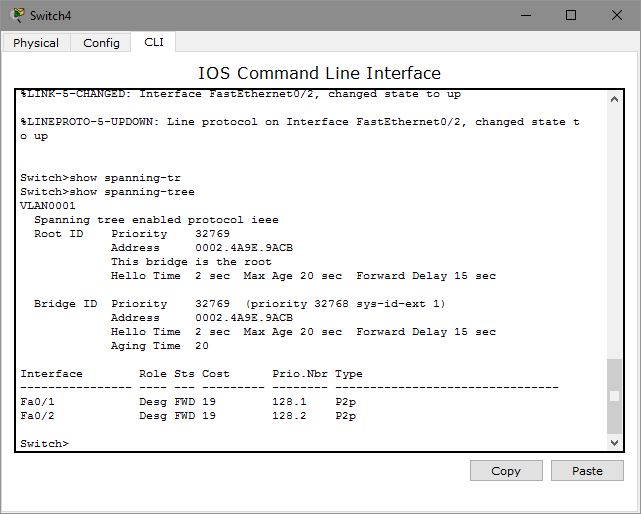 Switch4
Physical Config CLI
IOS Command Line Interface
%LINK-5-CHANGED: Interface FastEthernet0/2, changed state to up
%LINEPROTO-5-UPDOWN: Line protocol on Interface FastEthernet0/2, changed state t
o up
Switch>show spanning-tr
Switch>show spanning-tree
VLAN0001
  Spanning tree enabled protocol ieee
  Root ID    Priority    32769
             Address     0002.4A9E.9ACB
             This bridge is the root
             Hello Time  2 sec  Max Age 20 sec  Forward Delay 15 sec
  Bridge ID  Priority    32769  (priority 32768 sys-id-ext 1)
             Address     0002.4A9E.9ACB
             Hello Time  2 sec  Max Age 20 sec  Forward Delay 15 sec
             Aging Time  20
Interface        Role Sts Cost      Prio.Nbr Type
---------------- ---- --- --------- -------- --------------------------------
Fa0/1            Desg FWD 19        128.1    P2p
Fa0/2            Desg FWD 19        128.2    P2p
Switch>
Copy Paste